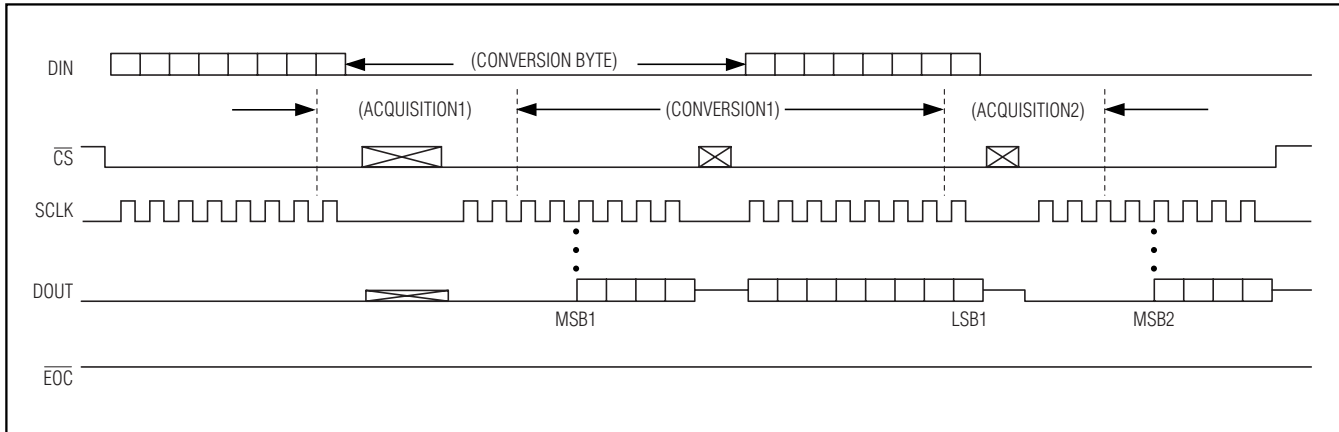 DIN
(CONVERSION BYTE)
(ACQUISITION1)
(CONVERSION1)
(ACQUISITION2)
CS
SCLK
DOUT
MSB1
LSB1
MSB2
EOC